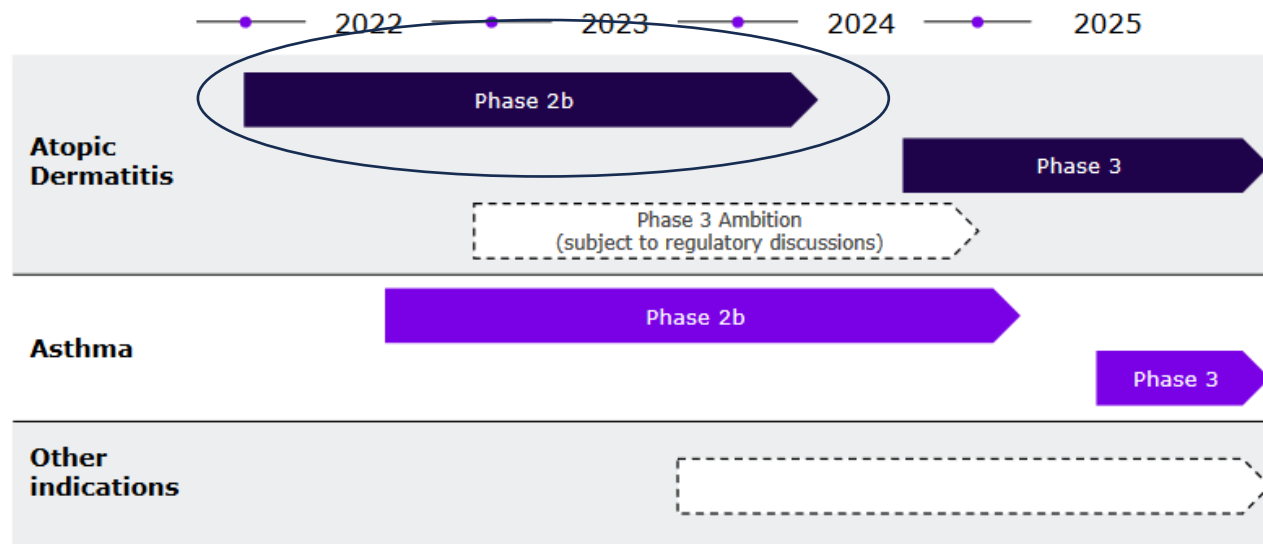 2022 2023 2024 2025
Phase 2b
Atopic
Dermatitis
Phase 3
Phase 3 Ambition
(subject to regulatory discussions)
Phase 2b
Asthma
Phase 3
Other
indications